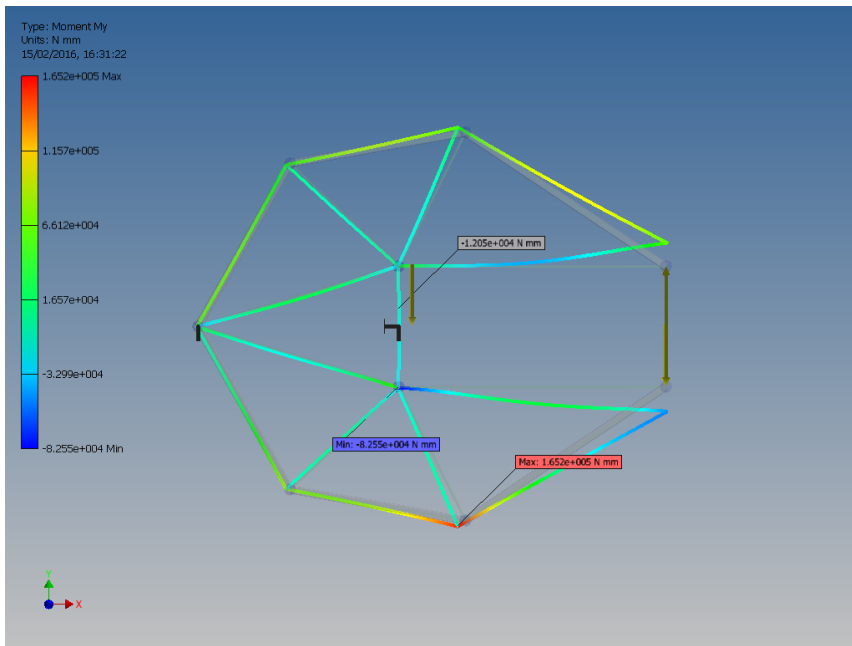 Type: Moment My
Units: N mm
15/02/2016, 16:31:22
1.652e+005 Max
1.157e+005
6.612e+004
1.657e+004
-3.299e+004
-8.255e+004 Min
-1.205e+004 N mm
Min: -8.255e+004 N mm
Max: 1.652e+005 N mm
Y
X